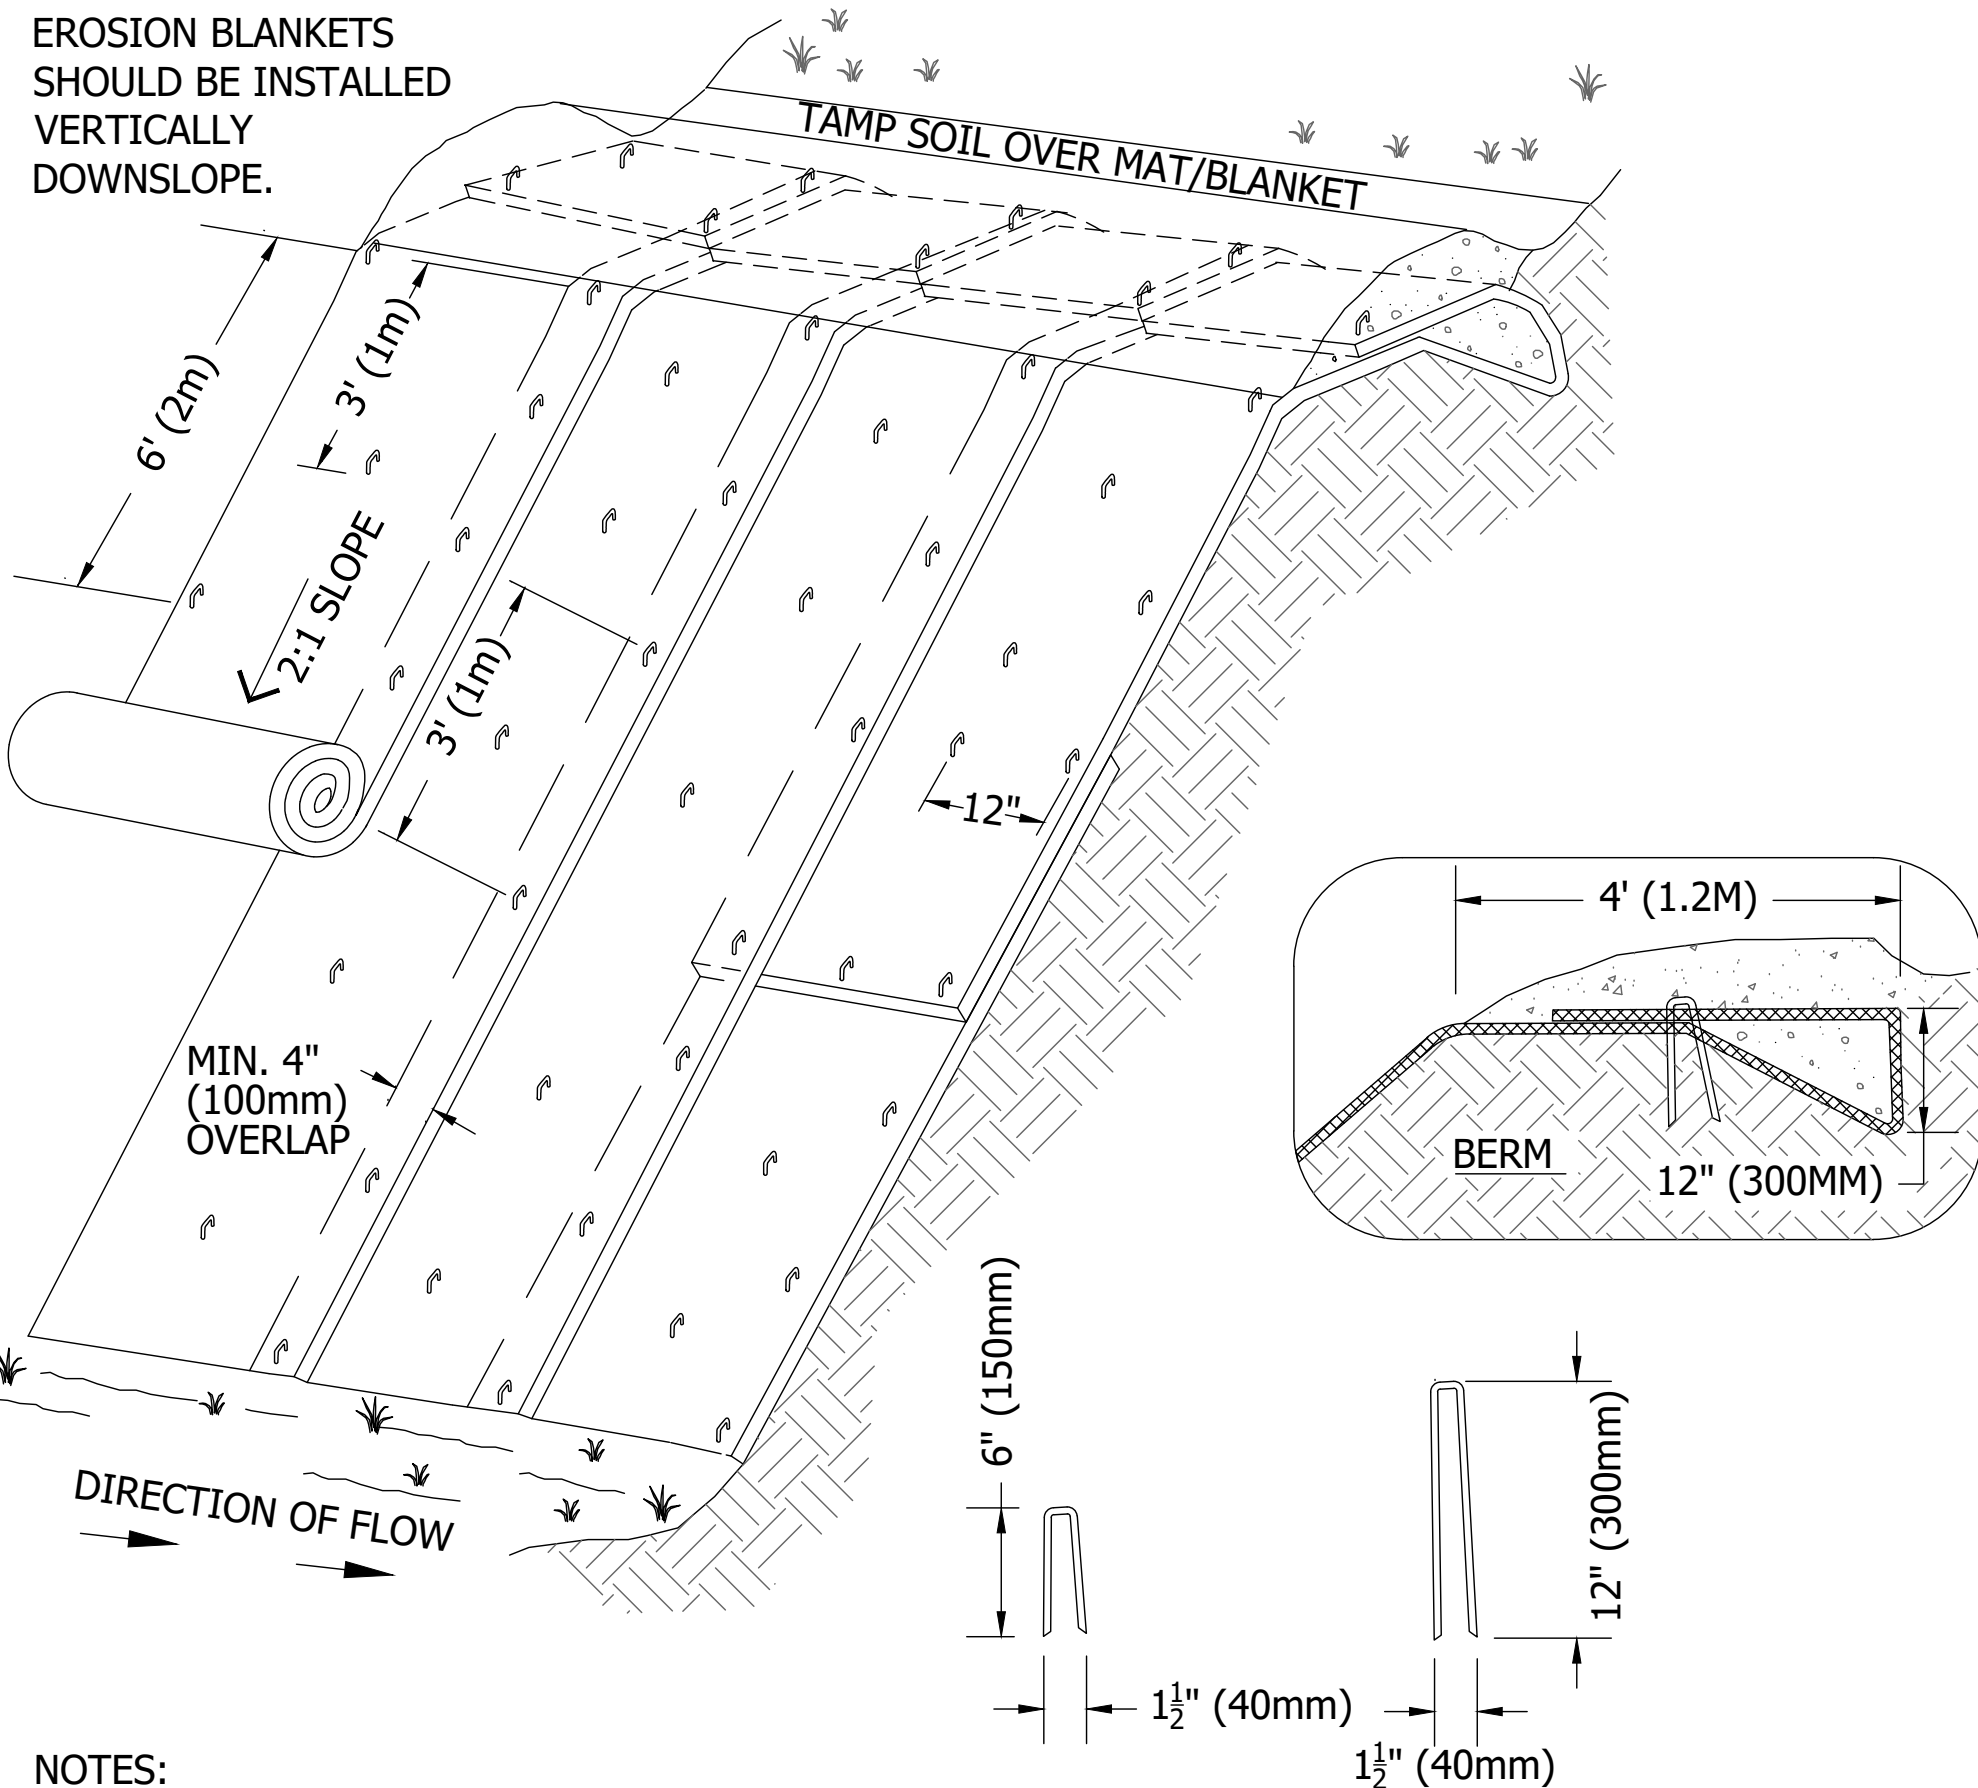 EROSION BLANKETS
SHOULD BE INSTALLED
VERTICALLY
DOWNSLOPE.
TAMP SOIL OVER MAT/BLANKET
6' (2m)
3' (1m)
2:1 SLOPE
3' (1m)
12"
MIN. 4"
(100mm)
OVERLAP
DIRECTION OF FLOW
4' (1.2M)
BERM
12" (300MM)
6" (150mm)
12" (300mm)
1½" (40mm)
1½" (40mm)
NOTES: